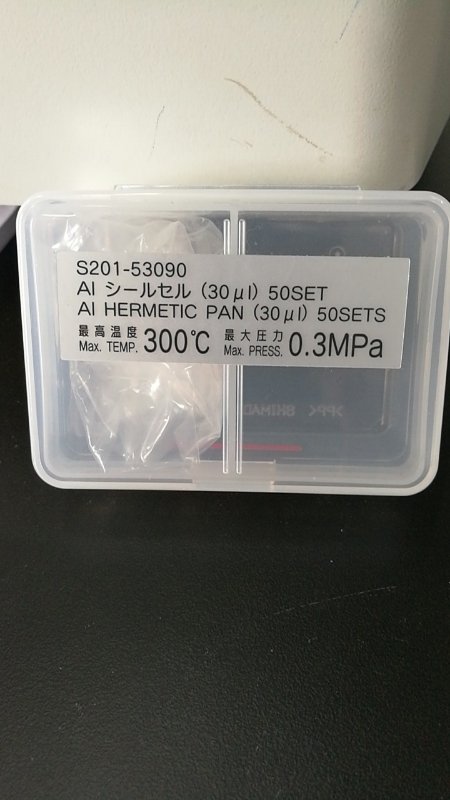 S201-53090
Al シールセル (30μl) 50SET
Al HERMETIC PAN (30μl) 50SETS
最高温度 Max. TEMP. 300℃ 最大圧力 Max. PRESS. 0.3MPa
>PP<